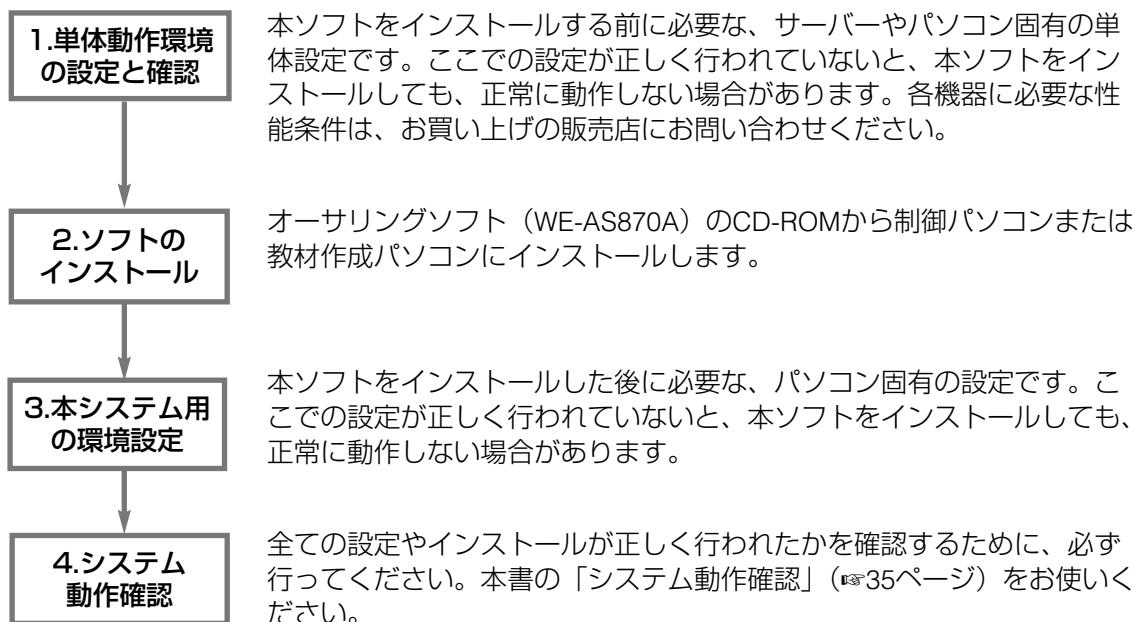 1.単体動作環境
の設定と確認
本ソフトをインストールする前に必要な、サーバーやパソコン固有の単
体設定です。ここでの設定が正しく行われていないと、本ソフトをイン
ストールしても、正常に動作しない場合があります。各機器に必要な性
能条件は、お買い上げの販売店にお問い合わせください。
2.ソフトの
インストール
オーサリングソフト（WE-AS870A）のCD-ROMから制御パソコンまたは
教材作成パソコンにインストールします。
3.本システム用
の環境設定
本ソフトをインストールした後に必要な、パソコン固有の設定です。こ
こでの設定が正しく行われていないと、本ソフトをインストールしても、
正常に動作しない場合があります。
4.システム
動作確認
全ての設定やインストールが正しく行われたかを確認するために、必ず
行ってください。本書の「システム動作確認」（☞35ページ）をお使いく
ださい。